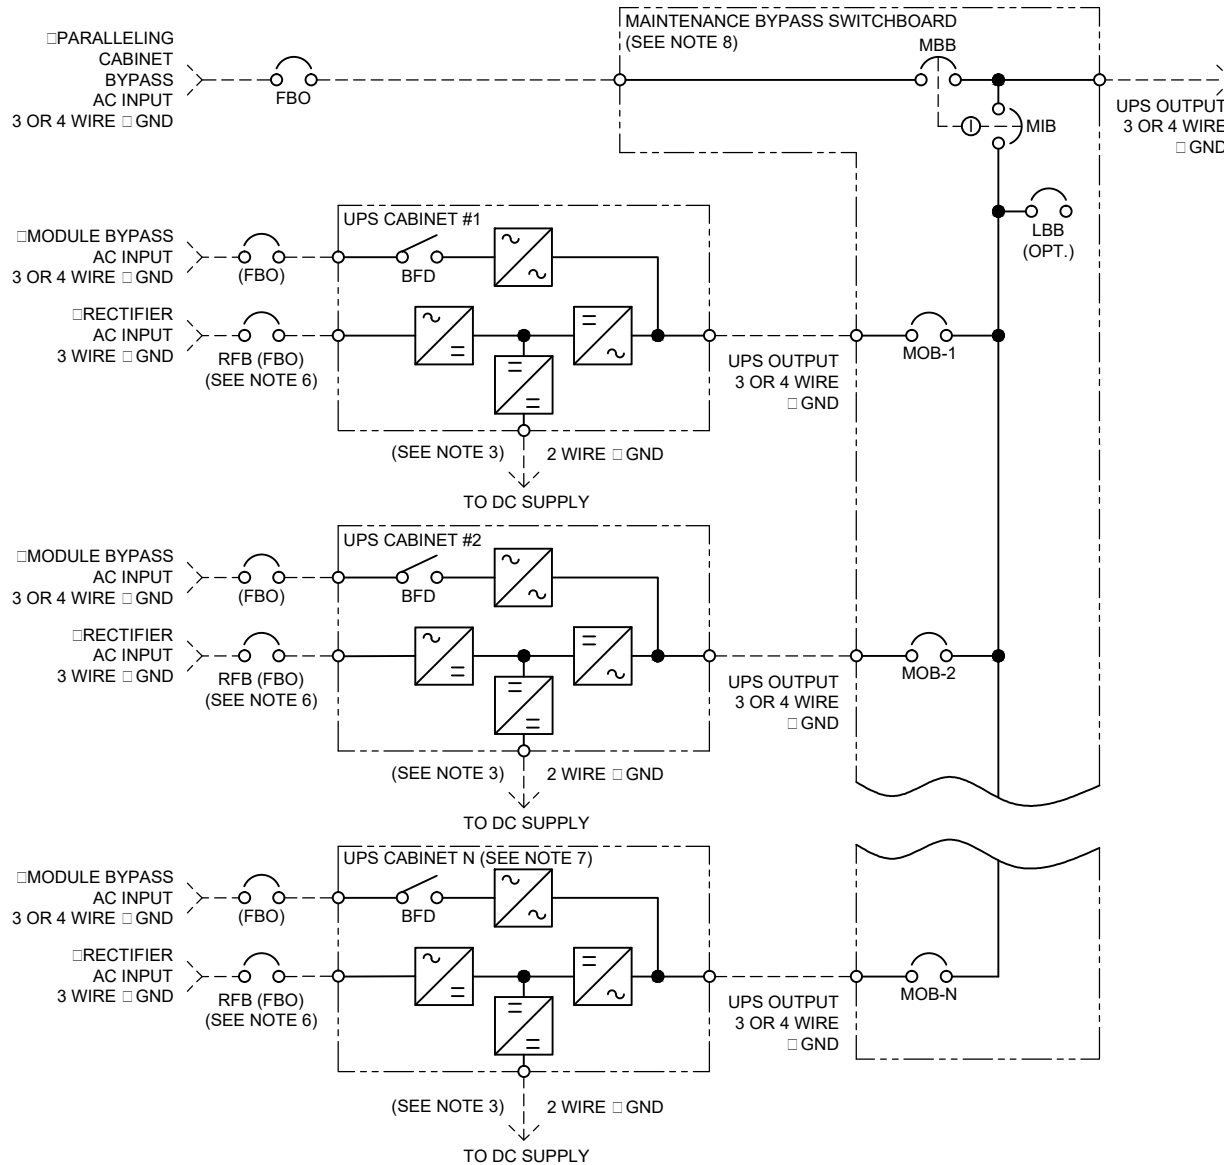 □PARALLELING
CABINET
BYPASS
AC INPUT
3 OR 4 WIRE □ GND
FBO
MAINTENANCE BYPASS SWITCHBOARD
(SEE NOTE 8)
MBB
MIB
UPS OUTPUT
3 OR 4 WIRE
□ GND
LBB
(OPT.)
□MODULE BYPASS
AC INPUT
3 OR 4 WIRE □ GND
(FBO)
UPS CABINET #1
BFD
□RECTIFIER
AC INPUT
3 WIRE □ GND
RFB (FBO)
(SEE NOTE 6)
UPS OUTPUT
3 OR 4 WIRE
□ GND
MOB-1
(SEE NOTE 3)
2 WIRE □ GND
TO DC SUPPLY
□MODULE BYPASS
AC INPUT
3 OR 4 WIRE □ GND
(FBO)
UPS CABINET #2
BFD
□RECTIFIER
AC INPUT
3 WIRE □ GND
RFB (FBO)
(SEE NOTE 6)
UPS OUTPUT
3 OR 4 WIRE
□ GND
MOB-2
(SEE NOTE 3)
2 WIRE □ GND
TO DC SUPPLY
□MODULE BYPASS
AC INPUT
3 OR 4 WIRE □ GND
(FBO)
UPS CABINET N (SEE NOTE 7)
BFD
□RECTIFIER
AC INPUT
3 WIRE □ GND
RFB (FBO)
(SEE NOTE 6)
UPS OUTPUT
3 OR 4 WIRE
□ GND
MOB-N
(SEE NOTE 3)
2 WIRE □ GND
TO DC SUPPLY